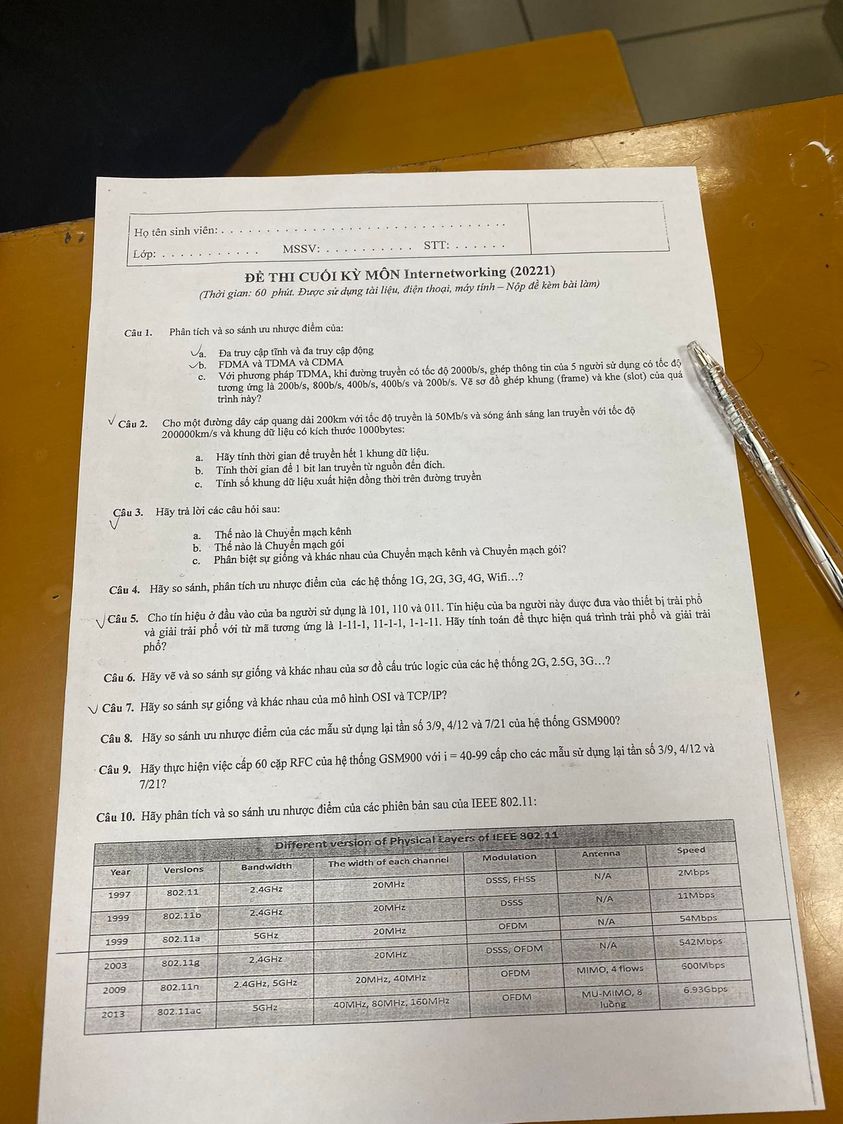 Họ tên sinh viên: . . . . . . . . . . . . . . . . . . . . . . . . . . . . . . . .
Lớp: . . . . . . . . . . . MSSV: . . . . . . . . . . STT: . . . . . .
ĐỀ THI CUỐI KỲ MÔN Internetworking (20221)
(Thời gian: 60 phút. Được sử dụng tài liệu, điện thoại, máy tính – Nộp đề kèm bài làm)
Câu 1. Phân tích và so sánh ưu nhược điểm của:
a. Đa truy cập tĩnh và đa truy cập động
b. FDMA và TDMA và CDMA
c. Với phương pháp TDMA, khi đường truyền có tốc độ 2000b/s, ghép thông tin của 5 người sử dụng có tốc độ
tương ứng là 200b/s, 800b/s, 400b/s, 400b/s và 200b/s. Vẽ sơ đồ ghép khung (frame) và khe (slot) của quá
trình này?
Câu 2. Cho một đường dây cáp quang dài 200km với tốc độ truyền là 50Mb/s và sóng ánh sáng lan truyền với tốc độ
200000km/s và khung dữ liệu có kích thước 1000bytes:
a. Hãy tính thời gian để truyền hết 1 khung dữ liệu.
b. Tính thời gian để 1 bit lan truyền từ nguồn đến đích.
c. Tính số khung dữ liệu xuất hiện đồng thời trên đường truyền
Câu 3. Hãy trả lời các câu hỏi sau:
a. Thế nào là Chuyển mạch kênh
b. Thế nào là Chuyển mạch gói
c. Phân biệt sự giống và khác nhau của Chuyển mạch kênh và Chuyển mạch gói?
Câu 4. Hãy so sánh, phân tích ưu nhược điểm của các hệ thống 1G, 2G, 3G, 4G, Wifi…?
Câu 5. Cho tín hiệu ở đầu vào của ba người sử dụng là 101, 110 và 011. Tín hiệu của ba người này được đưa vào thiết bị trải phổ
và giải trải phổ với từ mã tương ứng là 1-11-1, 11-1-1, 1-1-11. Hãy tính toán để thực hiện quá trình trải phổ và giải trải
phổ?
Câu 6. Hãy vẽ và so sánh sự giống và khác nhau của sơ đồ cấu trúc logic của các hệ thống 2G, 2.5G, 3G…?
Câu 7. Hãy so sánh sự giống và khác nhau của mô hình OSI và TCP/IP?
Câu 8. Hãy so sánh ưu nhược điểm của các mẫu sử dụng lại tần số 3/9, 4/12 và 7/21 của hệ thống GSM900?
Câu 9. Hãy thực hiện việc cấp 60 cặp RFC của hệ thống GSM900 với i = 40-99 cấp cho các mẫu sử dụng lại tần số 3/9, 4/12 và
7/21?
Câu 10. Hãy phân tích và so sánh ưu nhược điểm của các phiên bản sau của IEEE 802.11:
Different version of Physical Layers of IEEE 802.11
Year Versions Bandwidth The width of each channel Modulation Antenna Speed
1997 802.11 2.4GHz 20MHz DSSS, FHSS N/A 2Mbps
1999 802.11b 2.4GHz 20MHz DSSS N/A 11Mbps
1999 802.11a 5GHz 20MHz OFDM N/A 54Mbps
2003 802.11g 2,4GHz 20MHz DSSS, OFDM N/A 542Mbps
2009 802.11n 2.4GHz, 5GHz 20MHz, 40MHz OFDM MIMO, 4 flows 600Mbps
2013 802.11ac 5GHz 40MHz, 80MHz, 160MHz OFDM MU-MIMO, 8 luồng 6.93Gbps